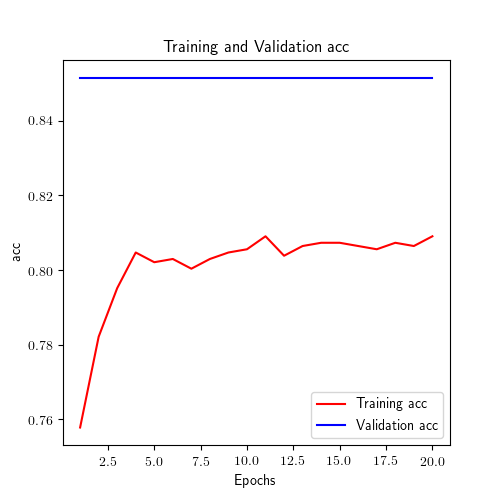 Training and Validation acc
acc
0.84
0.82
0.80
0.78
0.76
Training acc
Validation acc
2.5 5.0 7.5 10.0 12.5 15.0 17.5 20.0
Epochs